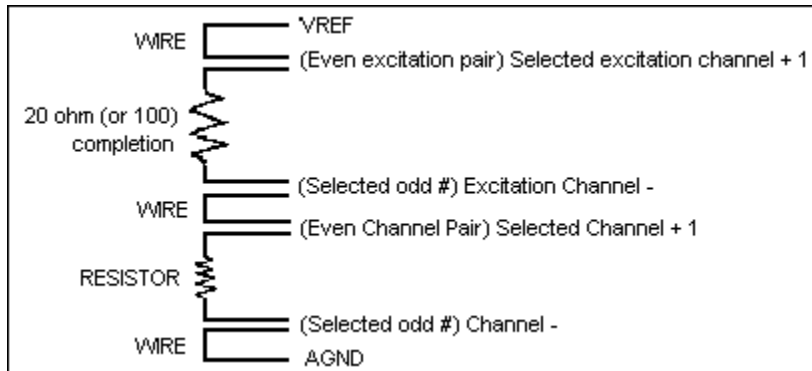 VREF
WIRE
(Even excitation pair) Selected excitation channel + 1
20 ohm (or 100)
completion
(Selected odd #) Excitation Channel -
WIRE
(Even Channel Pair) Selected Channel + 1
RESISTOR
(Selected odd #) Channel -
WIRE
AGND